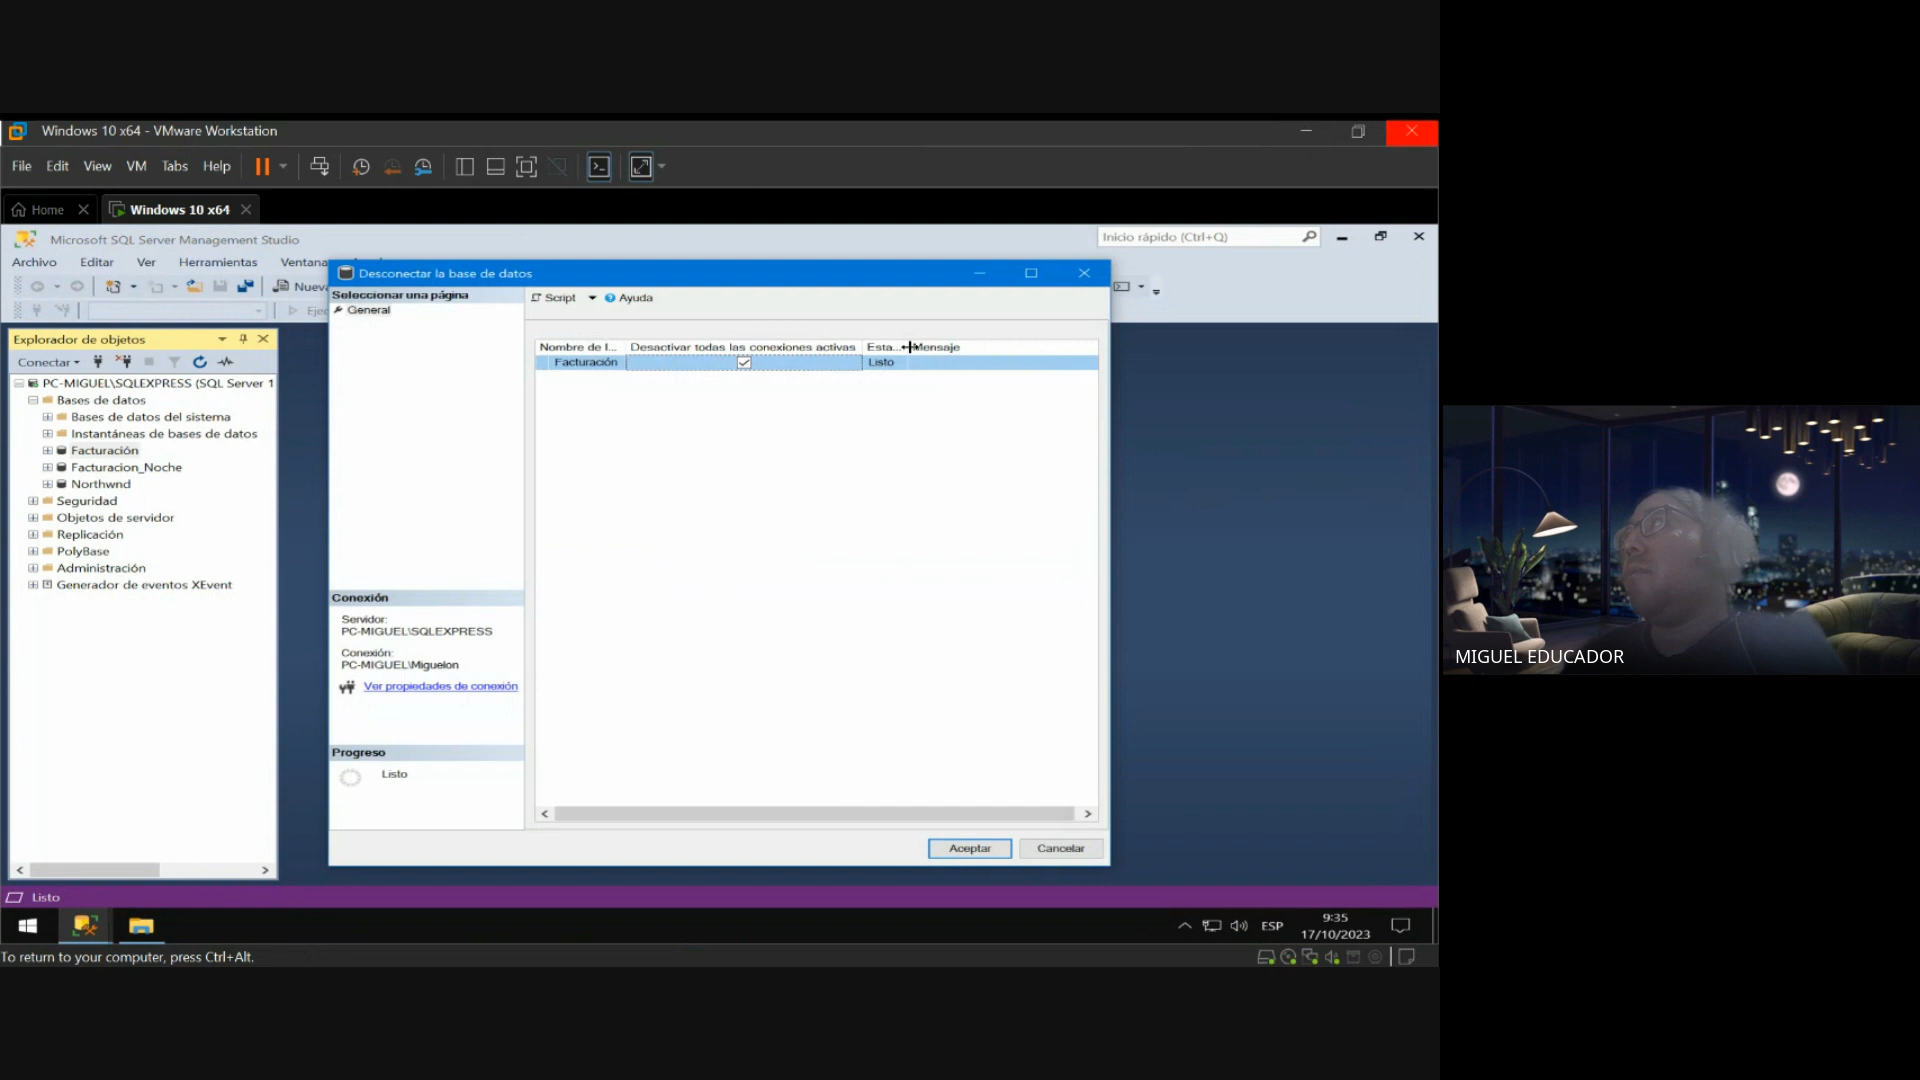 Windows 10 x64 - VMware Workstation
File Edit View VM Tabs Help
Home
Windows 10 x64
Microsoft SQL Server Management Studio
Inicio rápido (Ctrl+Q)
Archivo Editar Ver Herramientas Ventana
Nueva
Ejec
Desconectar la base de datos
Seleccionar una página
General
Script Ayuda
Nombre de l... Desactivar todas las conexiones activas Esta... Mensaje
Facturación Listo
Explorador de objetos
Conectar
PC-MIGUEL\SQLEXPRESS (SQL Server 1
Bases de datos
Bases de datos del sistema
Instantáneas de bases de datos
Facturación
Facturacion_Noche
Northwnd
Seguridad
Objetos de servidor
Replicación
PolyBase
Administración
Generador de eventos XEvent
Conexión
Servidor:
PC-MIGUEL\SQLEXPRESS
Conexión:
PC-MIGUEL\Miguelon
Ver propiedades de conexión
Progreso
Listo
Aceptar Cancelar
Listo
ESP
9:35
17/10/2023
To return to your computer, press Ctrl+Alt.
MIGUEL EDUCADOR